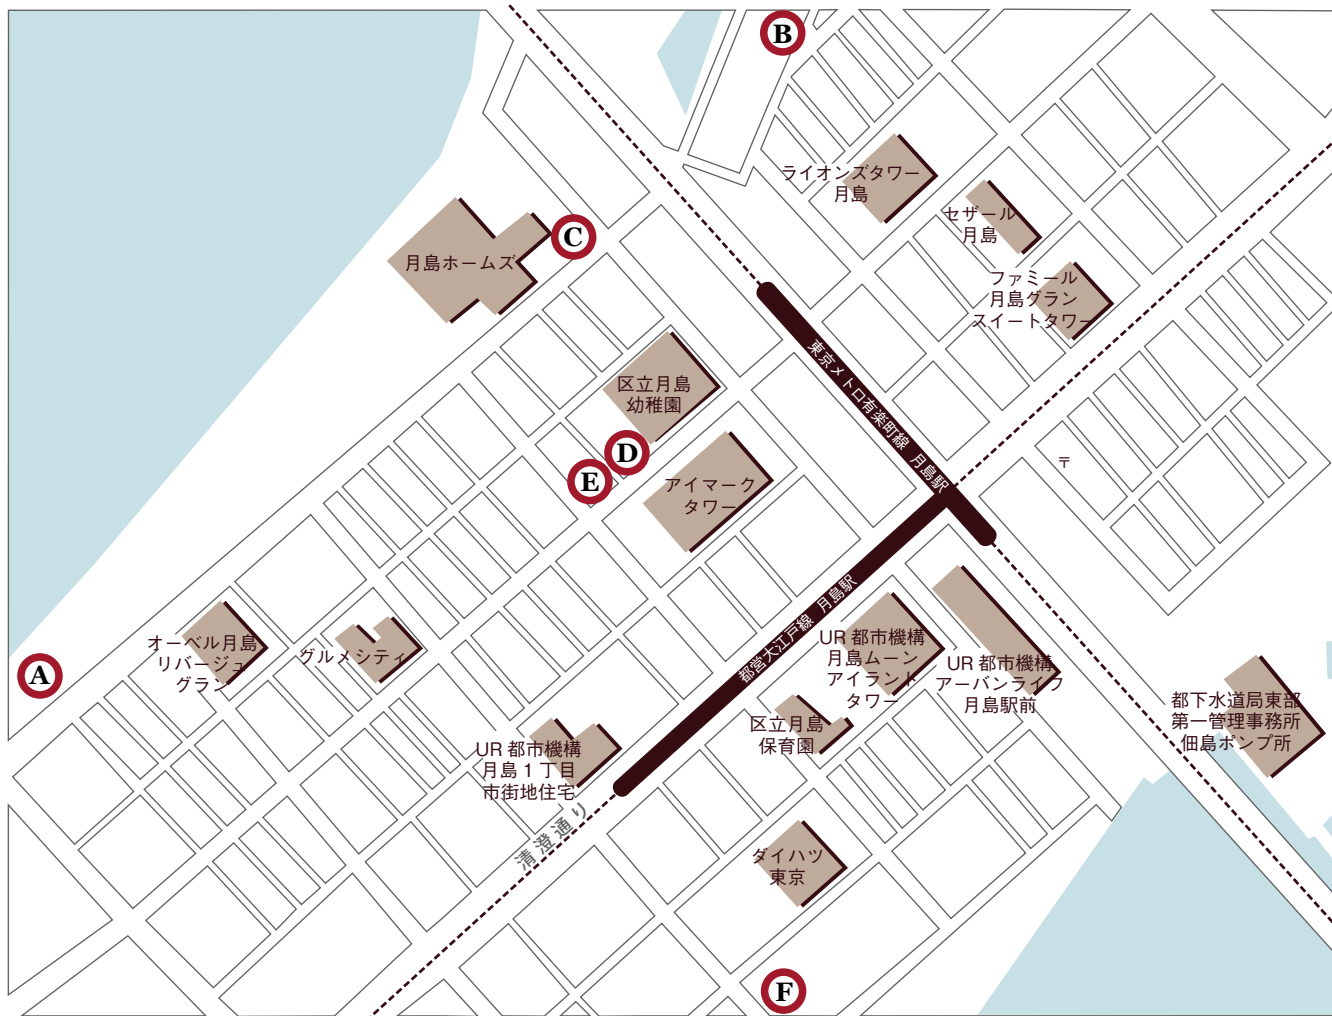 B
ライオンズタワー
月島
セザール
月島
C
月島ホームズ
ファミール
月島グラン
スイートタワー
東京メトロ有楽町線 月島駅
区立月島
幼稚園
D
E
〒
アイマーク
タワー
都営大江戸線 月島駅
オーベル月島
リバージュ
グラン
グルメシティ
A
UR 都市機構
月島ムーン
アイランド
タワー
UR 都市機構
アーバンライフ
月島駅前
都下水道局東部
第一管理事務所
佃島ポンプ所
区立月島
保育園
UR 都市機構
月島 1 丁目
市街地住宅
清澄通り
ダイハツ
東京
F